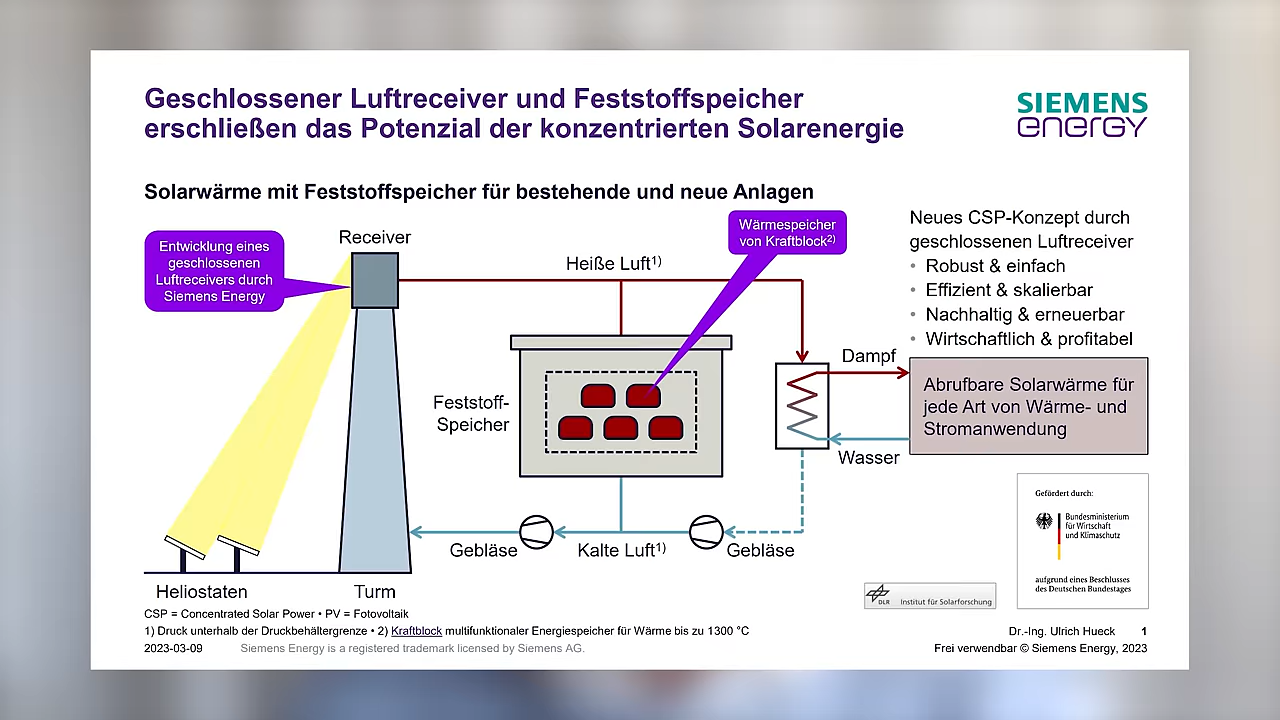 Geschlossener Luftreceiver und Feststoffspeicher
erschließen das Potenzial der konzentrierten Solarenergie
SIEMENS
energy
Solarwärme mit Feststoffspeicher für bestehende und neue Anlagen
Entwicklung eines
geschlossenen
Luftreceivers durch
Siemens Energy
Receiver
Heiße Luft1)
Wärmespeicher
von Kraftblock2)
Neues CSP-Konzept durch
geschlossenen Luftreceiver
• Robust & einfach
• Effizient & skalierbar
• Nachhaltig & erneuerbar
• Wirtschaftlich & profitabel
Feststoff-
Speicher
Dampf
Wasser
Abrufbare Solarwärme für
jede Art von Wärme- und
Stromanwendung
Gebläse
Kalte Luft1)
Gebläse
Heliostaten
Turm
Gefördert durch:
Bundesministerium
für Wirtschaft
und Klimaschutz
aufgrund eines Beschlusses
des Deutschen Bundestages
DLR Institut für Solarforschung
CSP = Concentrated Solar Power • PV = Fotovoltaik
1) Druck unterhalb der Druckbehältergrenze • 2) Kraftblock multifunktionaler Energiespeicher für Wärme bis zu 1300 °C
2023-03-09 Siemens Energy is a registered trademark licensed by Siemens AG.
Dr.-Ing. Ulrich Hueck 1
Frei verwendbar © Siemens Energy, 2023